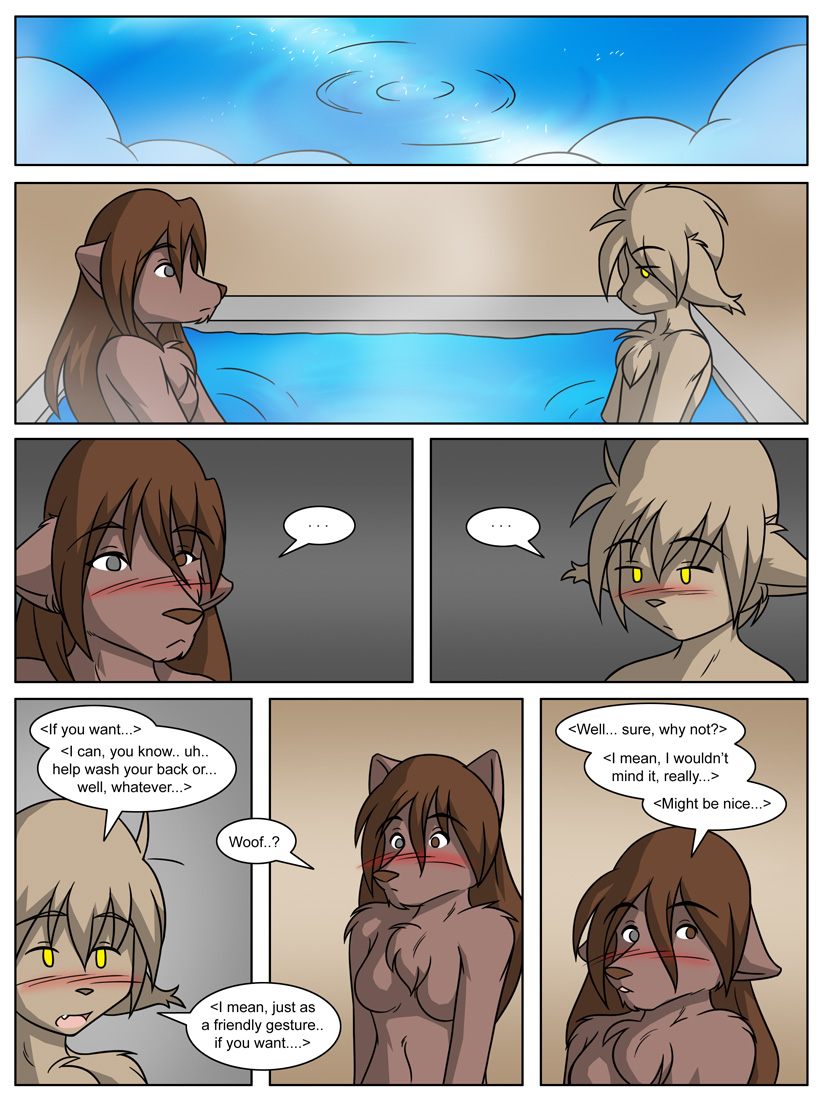 . . .
. . .
<If you want...>
<I can, you know.. uh..
help wash your back or...
well, whatever...>
Woof..?
<I mean, just as
a friendly gesture..
if you want....>
<Well... sure, why not?>
<I mean, I wouldn't
mind it, really...>
<Might be nice...>